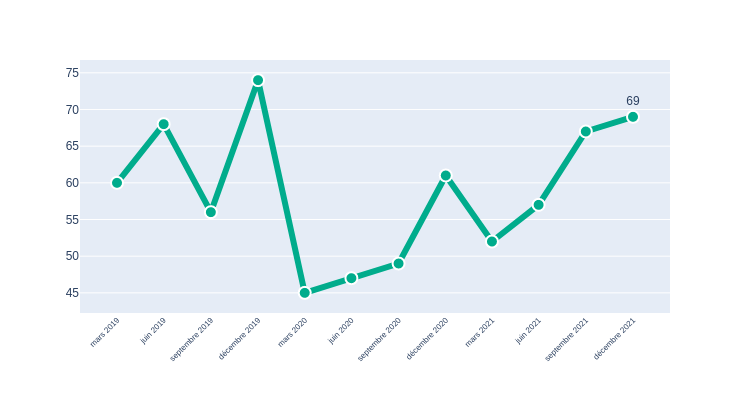 75
70
65
60
55
50
45
69
mars 2019
juin 2019
septembre 2019
décembre 2019
mars 2020
juin 2020
septembre 2020
décembre 2020
mars 2021
juin 2021
septembre 2021
décembre 2021